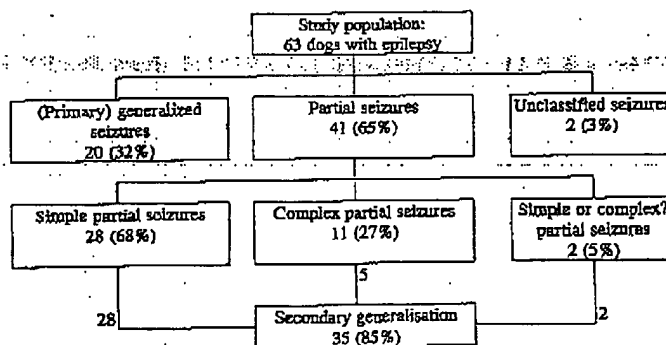 Study population:
63 dogs with epilepsy
(Primary) generalized
seizures
20 (32%)
Partial seizures
41 (65%)
Unclassified seizures
2 (3%)
Simple partial seizures
28 (68%)
Complex partial seizures
11 (27%)
Simple or complex?
partial seizures
2 (5%)
28
5
2
Secondary generalisation
35 (85%)